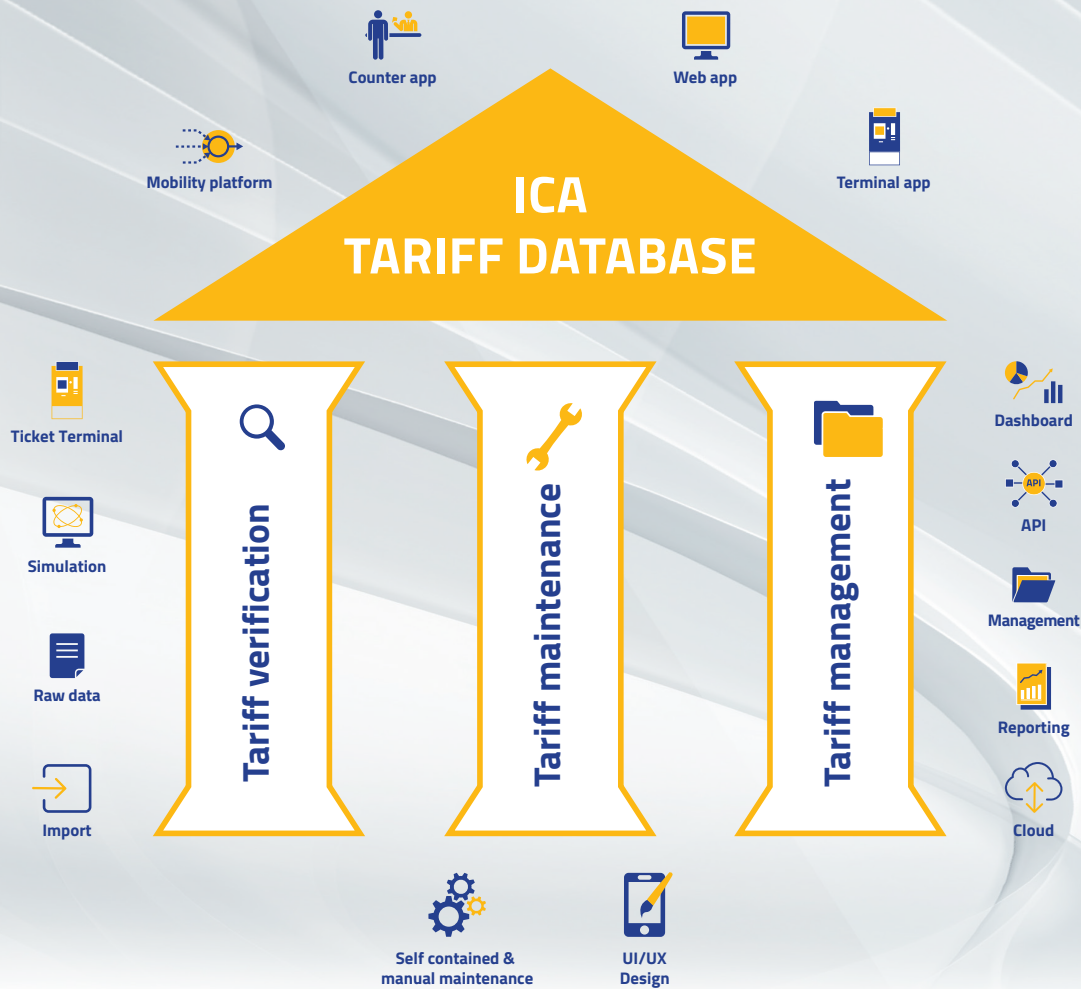 Counter app
Web app
Mobility platform
Terminal app
ICA
TARIFF DATABASE
Ticket Terminal
Simulation
Raw data
Import
Tariff verification
Tariff maintenance
Tariff management
Dashboard
API
API
Management
Reporting
Cloud
Self contained &
manual maintenance
UI/UX
Design